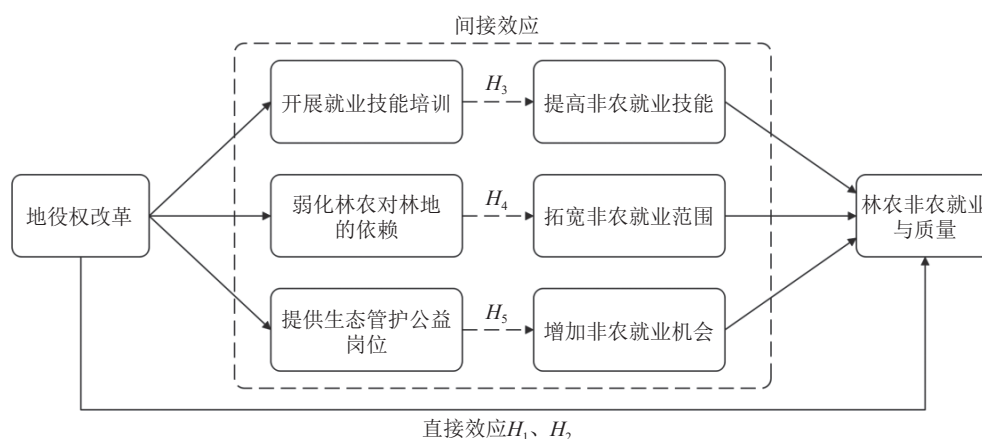 间接效应
开展就业技能培训
H₃
提高非农就业技能
地役权改革
弱化林农对林地
的依赖
H₄
拓宽非农就业范围
林农非农就业
与质量
提供生态管护公益
岗位
H₅
增加非农就业机会
直接效应H₁、H₂